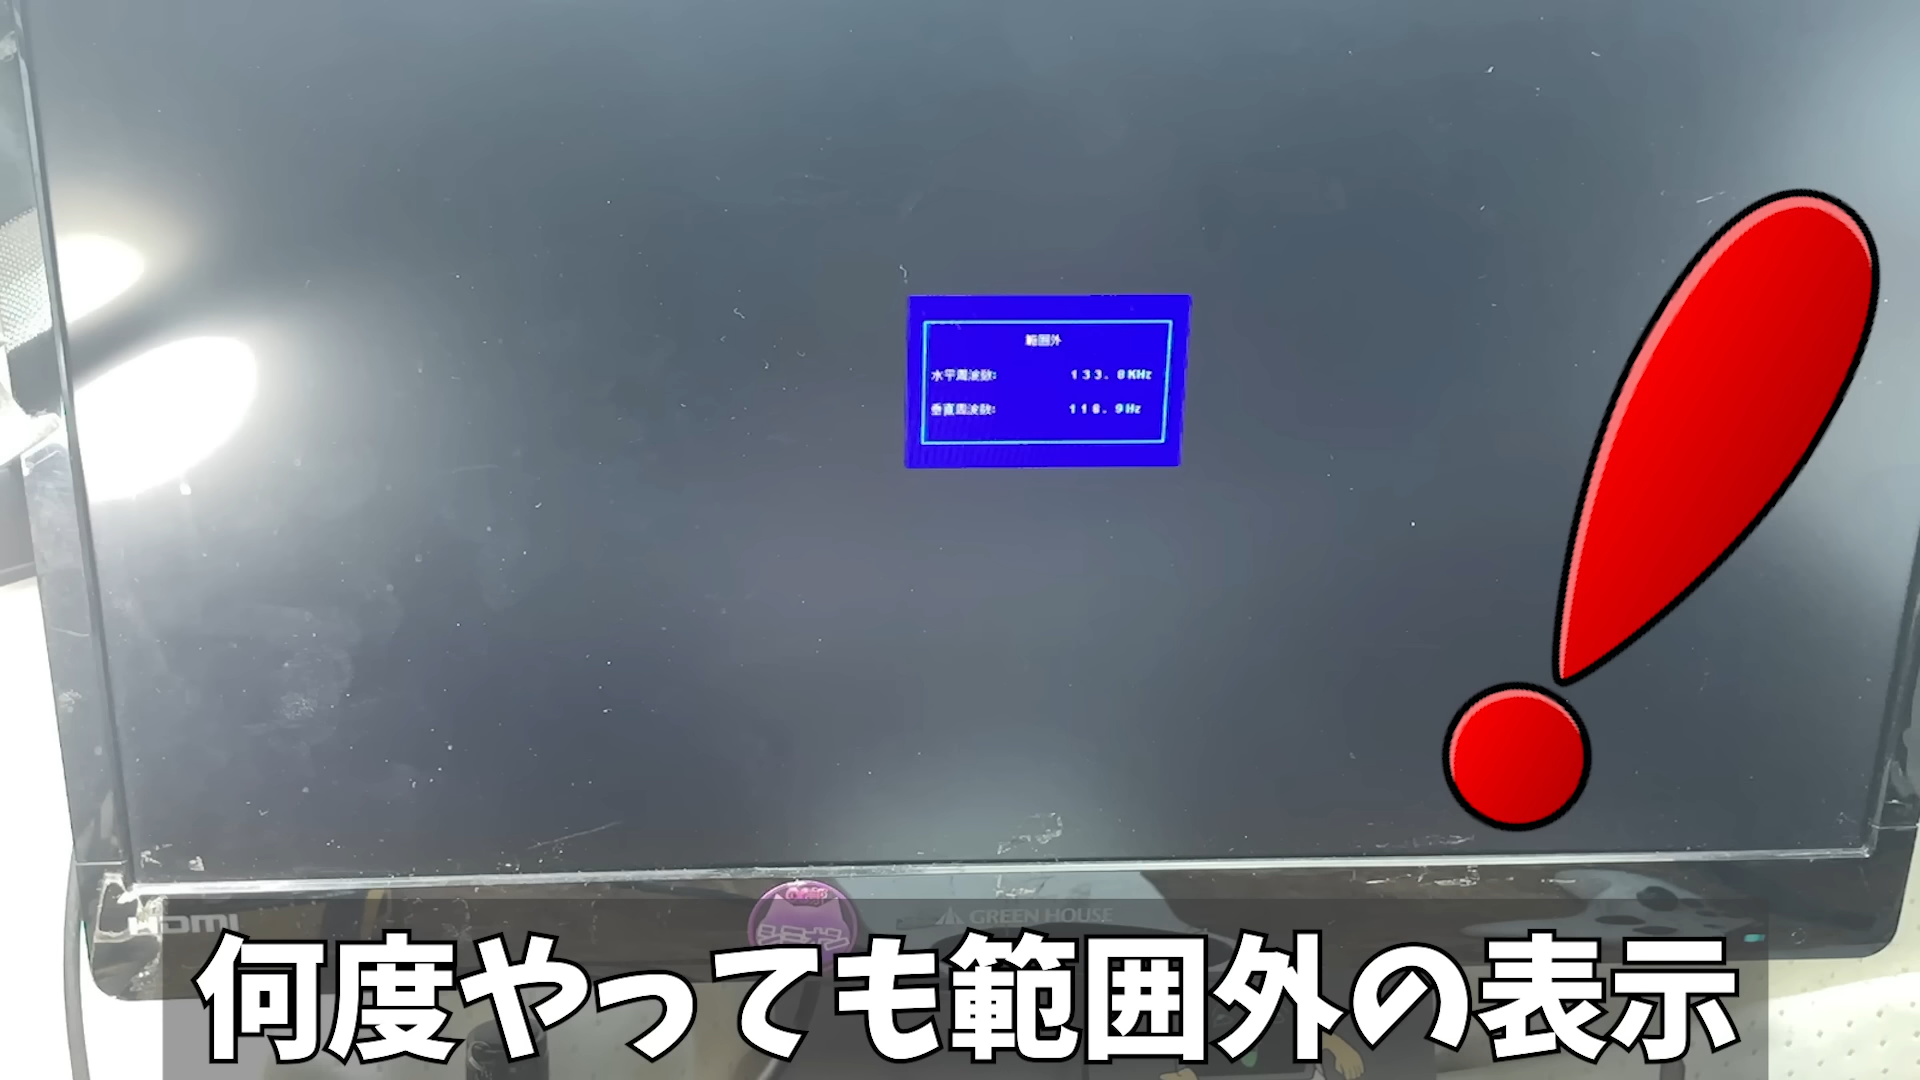 範囲外
水平周波数: 133.0KHz
垂直周波数: 118.9Hz
HDMI
GREEN HOUSE
何度やっても範囲外の表示